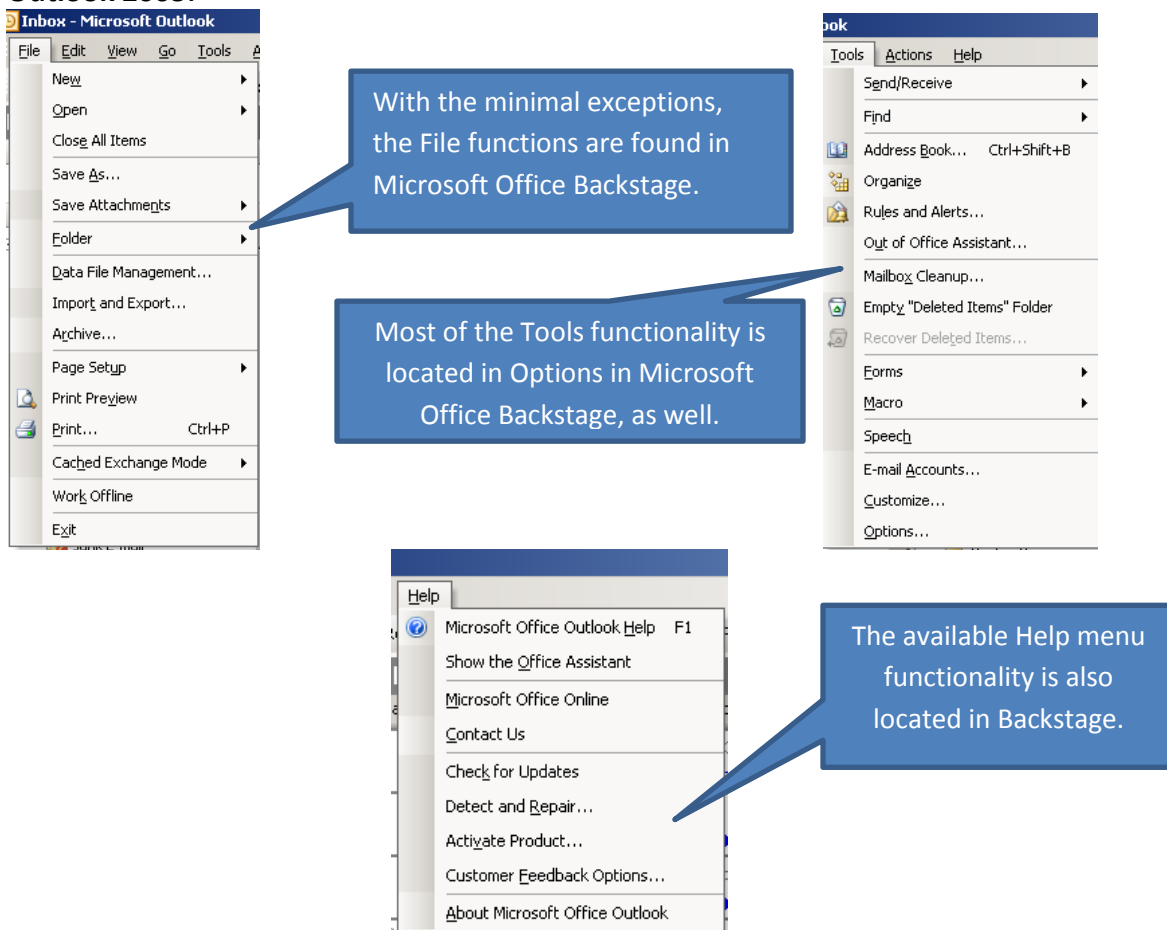 Inbox - Microsoft Outlook
File Edit View Go Tools
New
Open
Close All Items
Save As...
Save Attachments
Folder
Data File Management...
Import and Export...
Archive...
Page Setup
Print Preview
Print... Ctrl+P
Cached Exchange Mode
Work Offline
Exit
With the minimal exceptions,
the File functions are found in
Microsoft Office Backstage.
Most of the Tools functionality is
located in Options in Microsoft
Office Backstage, as well.
ook
Tools Actions Help
Send/Receive
Find
Address Book... Ctrl+Shift+B
Organize
Rules and Alerts...
Out of Office Assistant...
Mailbox Cleanup...
Empty "Deleted Items" Folder
Recover Deleted Items...
Forms
Macro
Speech
E-mail Accounts...
Customize...
Options...
Help
Microsoft Office Outlook Help F1
Show the Office Assistant
Microsoft Office Online
Contact Us
Check for Updates
Detect and Repair...
Activate Product...
Customer Feedback Options...
About Microsoft Office Outlook
The available Help menu
functionality is also
located in Backstage.